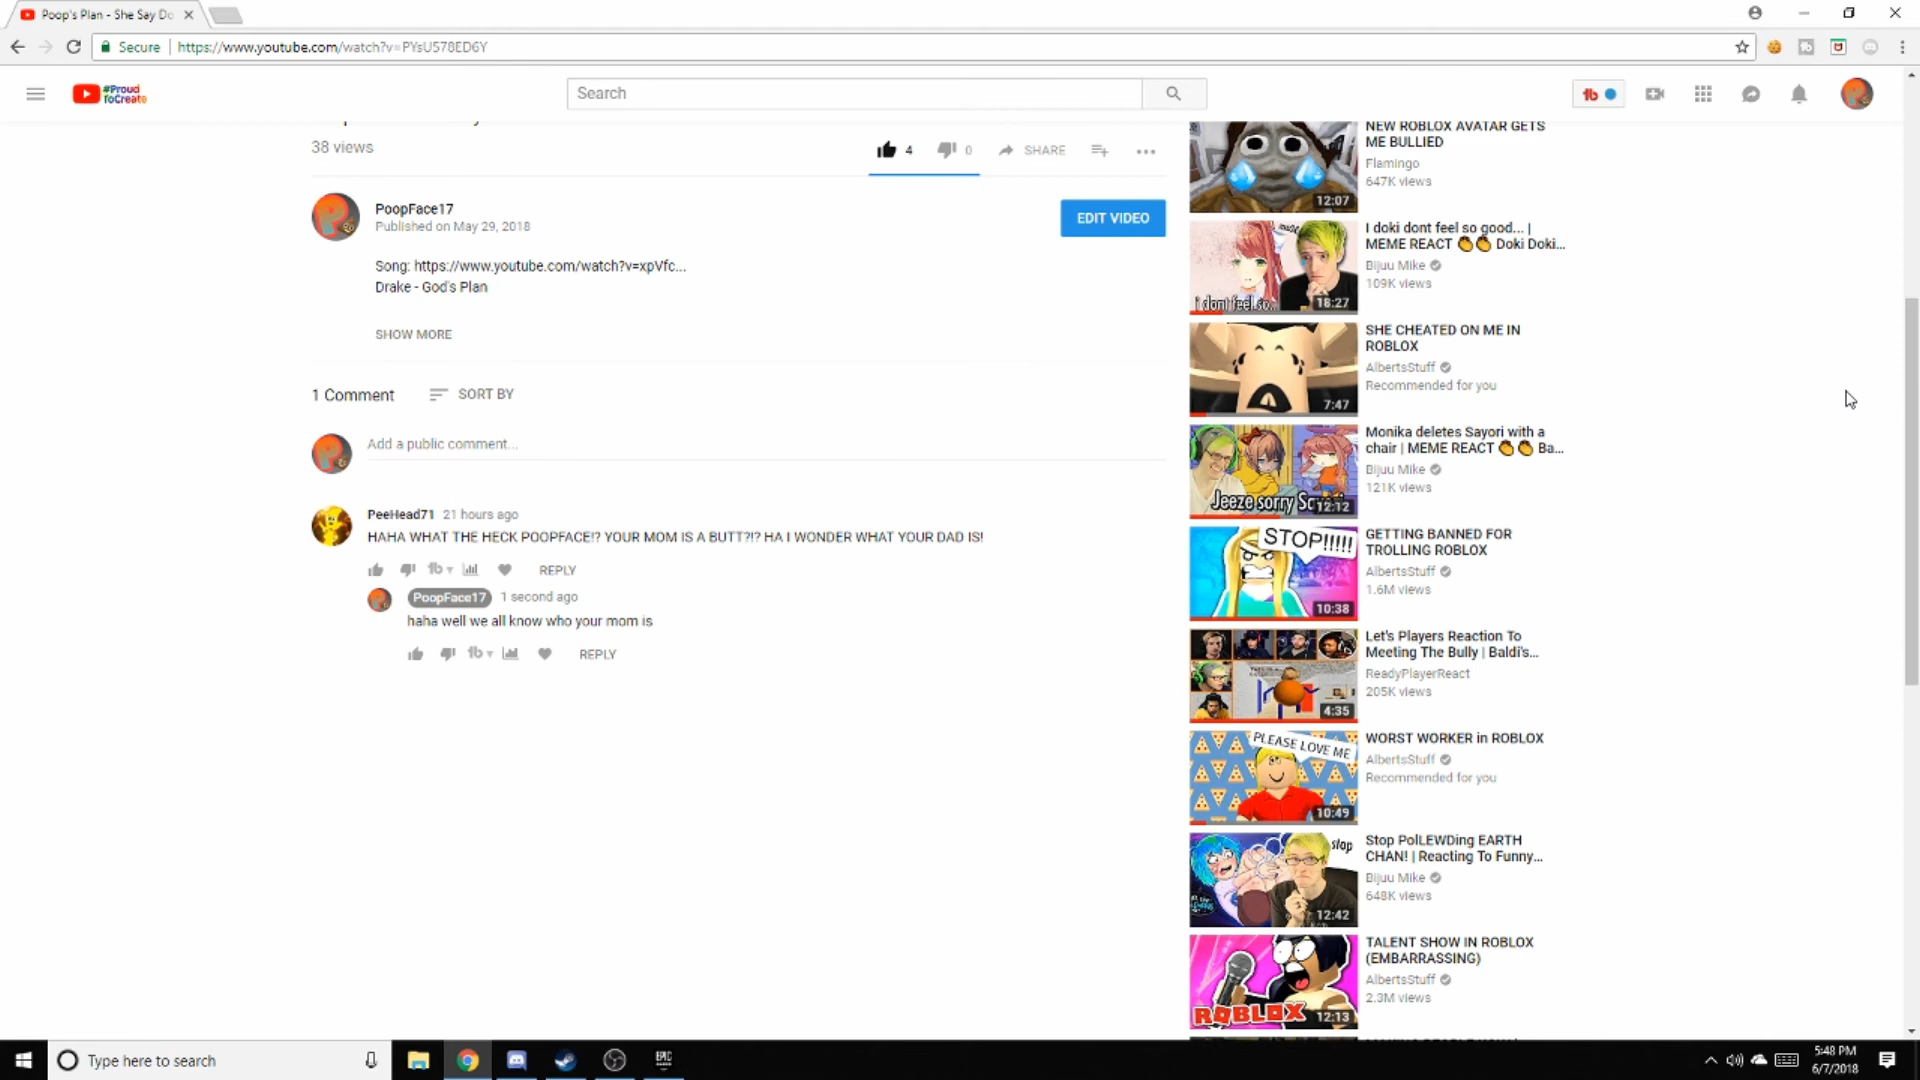 Poop's Plan - She Say Do
Secure https://www.youtube.com/watch?v=PYsU578ED6Y
#Proud
ToCreate
Search
38 views
4
0
SHARE
PoopFace17
Published on May 29, 2018
EDIT VIDEO
Song: https://www.youtube.com/watch?v=xpVfc...
Drake - God's Plan
SHOW MORE
1 Comment
SORT BY
Add a public comment...
PeeHead71 21 hours ago
HAHA WHAT THE HECK POOPFACE!? YOUR MOM IS A BUTT?!? HA I WONDER WHAT YOUR DAD IS!
REPLY
PoopFace17 1 second ago
haha well we all know who your mom is
REPLY
NEW ROBLOX AVATAR GETS
ME BULLIED
Flamingo
647K views
12:07
I doki dont feel so good... |
MEME REACT 👏👏 Doki Doki...
Bijuu Mike
109K views
i dont feel so..
18:27
SHE CHEATED ON ME IN
ROBLOX
AlbertsStuff
Recommended for you
7:47
Monika deletes Sayori with a
chair | MEME REACT 👏👏 Ba...
Bijuu Mike
121K views
Jeeze sorry
12:12
GETTING BANNED FOR
TROLLING ROBLOX
AlbertsStuff
1.6M views
STOP!!!!!
10:38
Let's Players Reaction To
Meeting The Bully | Baldi's...
ReadyPlayerReact
205K views
4:35
WORST WORKER in ROBLOX
AlbertsStuff
Recommended for you
PLEASE LOVE ME
10:49
Stop PolLEWDing EARTH
CHAN! | Reacting To Funny...
Bijuu Mike
648K views
stop
12:42
TALENT SHOW IN ROBLOX
(EMBARRASSING)
AlbertsStuff
2.3M views
ROBLOX
12:13
Type here to search
EPIC
5:48 PM
6/7/2018